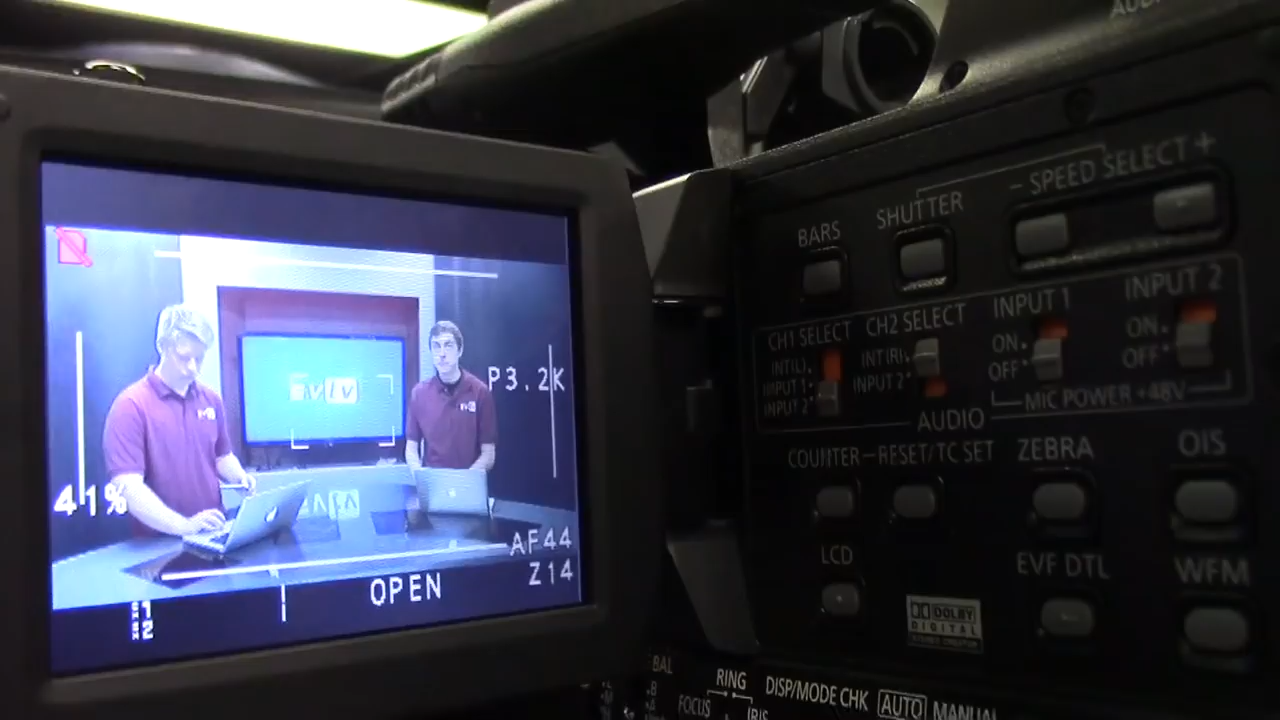 P3.2K
41%
AF44
Z14
OPEN
AUD
BARS
SHUTTER
- SPEED SELECT +
CH1 SELECT
INT(L)
INPUT 1
INPUT 2
CH2 SELECT
INT(R)
INPUT 2
INPUT 1
ON
OFF
INPUT 2
ON
OFF
MIC POWER +48V
AUDIO
COUNTER RESET/TC SET
ZEBRA
OIS
LCD
EVF DTL
WFM
DOLBY
DIGITAL
BAL
RING
FOCUS
IRIS
DISP/MODE CHK
AUTO MANUAL